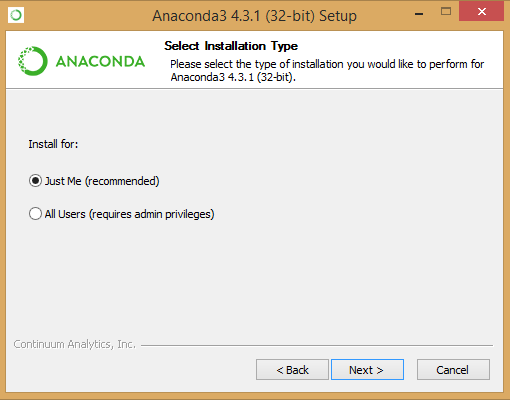 Anaconda3 4.3.1 (32-bit) Setup
ANACONDA
Select Installation Type
Please select the type of installation you would like to perform for
Anaconda3 4.3.1 (32-bit).
Install for:
Just Me (recommended)
All Users (requires admin privileges)
Continuum Analytics, Inc.
< Back
Next >
Cancel